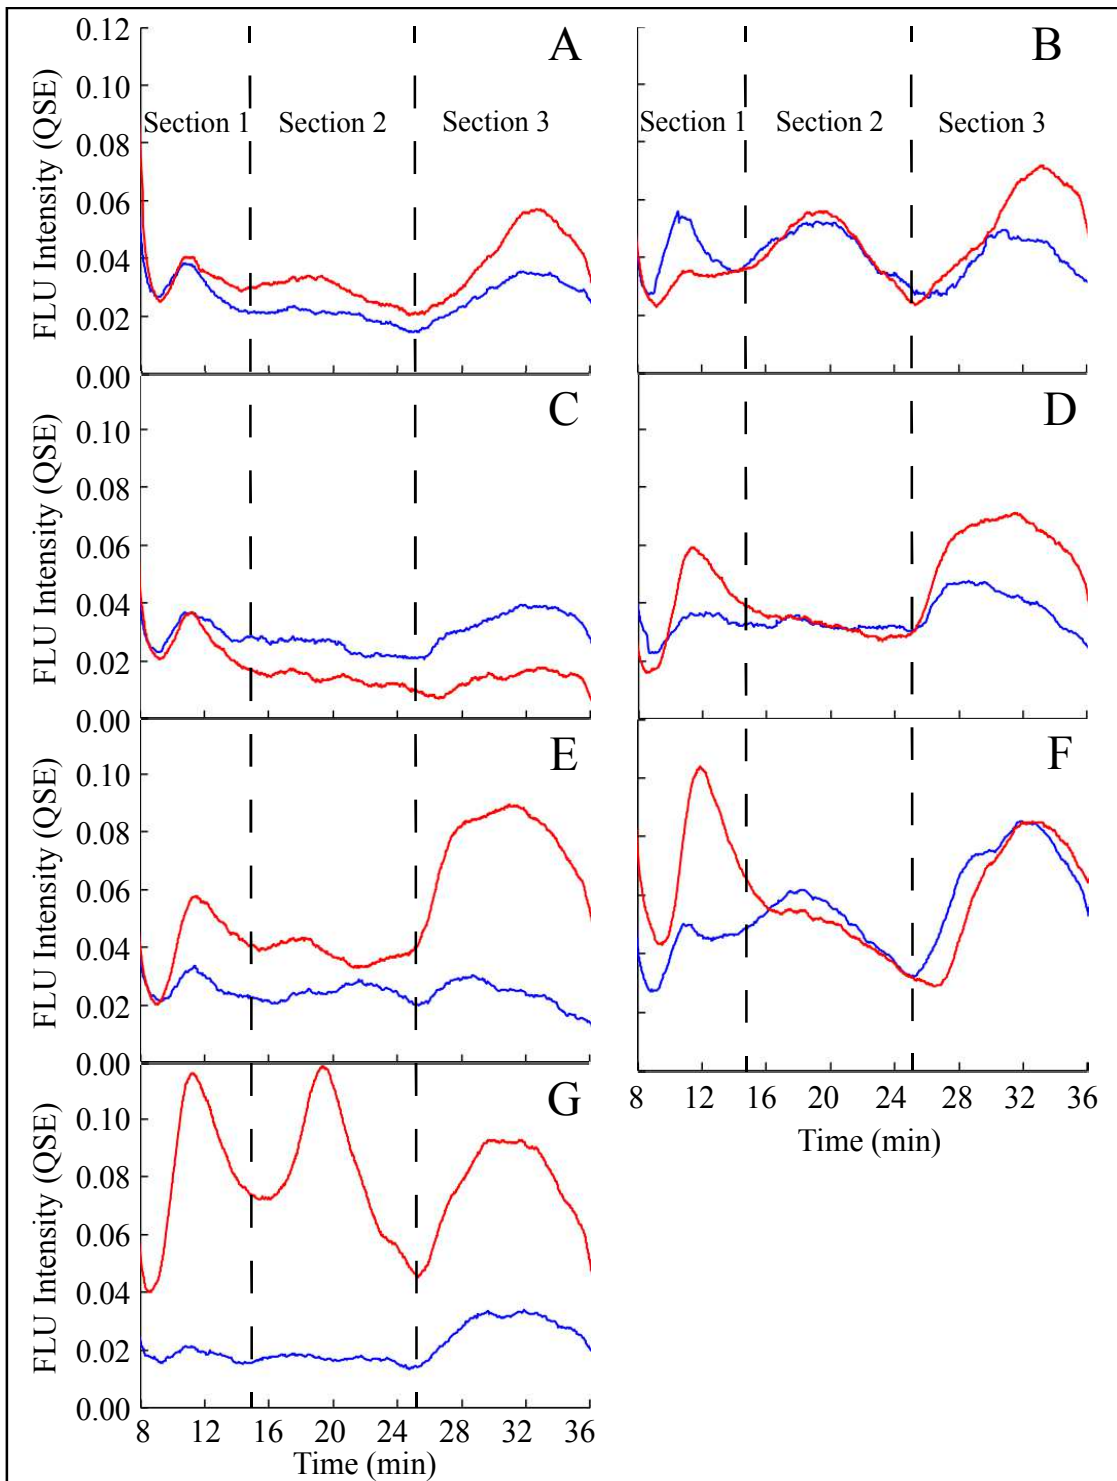 A
B
Section 1 Section 2 Section 3
Section 1 Section 2 Section 3
FLU Intensity (QSE)
0.12
0.10
0.08
0.06
0.04
0.02
0.00
C
D
FLU Intensity (QSE)
0.10
0.08
0.06
0.04
0.02
0.00
E
F
FLU Intensity (QSE)
0.10
0.08
0.06
0.04
0.02
0.00
8 12 16 20 24 28 32 36
Time (min)
G
FLU Intensity (QSE)
0.10
0.08
0.06
0.04
0.02
0.00
8 12 16 20 24 28 32 36
Time (min)